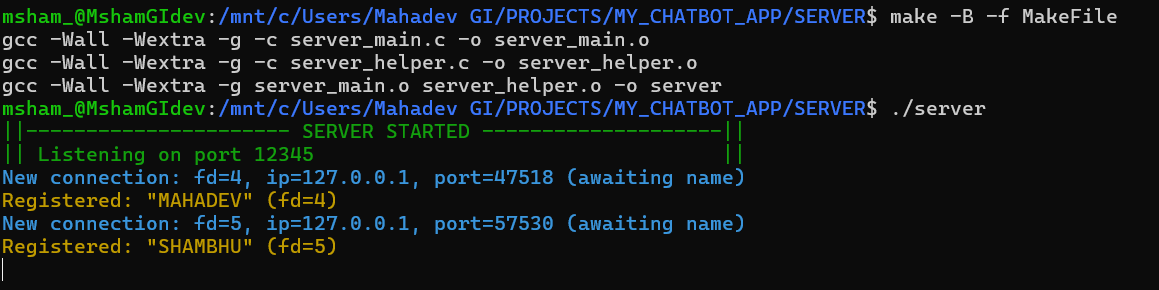 msham_@MshamGIdev:/mnt/c/Users/Mahadev GI/PROJECTS/MY_CHATBOT_APP/SERVER$ make -B -f MakeFile
gcc -Wall -Wextra -g -c server_main.c -o server_main.o
gcc -Wall -Wextra -g -c server_helper.c -o server_helper.o
gcc -Wall -Wextra -g server_main.o server_helper.o -o server
msham_@MshamGIdev:/mnt/c/Users/Mahadev GI/PROJECTS/MY_CHATBOT_APP/SERVER$ ./server
||---------------------- SERVER STARTED --------------------||
|| Listening on port 12345                                  ||
New connection: fd=4, ip=127.0.0.1, port=47518 (awaiting name)
Registered: "MAHADEV" (fd=4)
New connection: fd=5, ip=127.0.0.1, port=57530 (awaiting name)
Registered: "SHAMBHU" (fd=5)